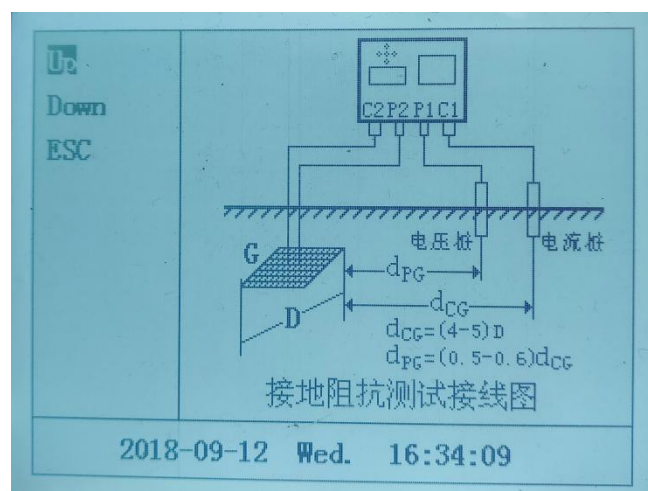 Up
Down
ESC
C2P2P1C1
电压桩
电流桩
G
dPG
dCG
D
dCG=(4-5)D
dPG=(0.5-0.6)dCG
接地阻抗测试接线图
2018-09-12 Wed. 16:34:09